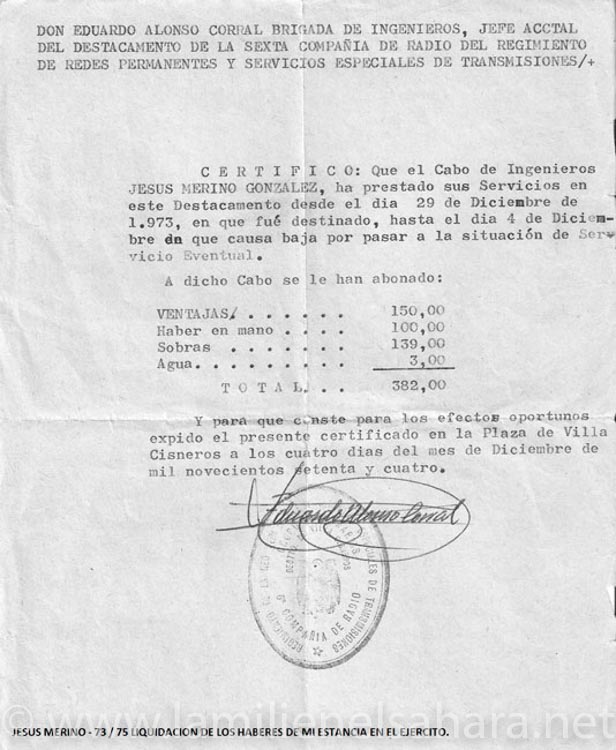 DON EDUARDO ALONSO CORRAL BRIGADA DE INGENIEROS, JEFE ACCTAL
DEL DESTACAMENTO DE LA SEXTA COMPAÑIA DE RADIO DEL REGIMIENTO
DE REDES PERMANENTES Y SERVICIOS ESPECIALES DE TRANSMISIONES/+
C E R T I F I C O: Que el Cabo de Ingenieros
JESUS MERINO GONZALEZ, ha prestado sus Servicios en
este Destacamento desde el dia 29 de Diciembre de
1.973, en que fué destinado, hasta el dia 4 de Diciem-
bre en que causa baja por pasar a la situación de Ser-
vicio Eventual.
A dicho Cabo se le han abonado:
VENTAJAS/. . . . . . 150,00
Haber en mano . . . . 100,00
Sobras . . . . . . . 139,00
Agua. . . . . . . . . 3,00
T O T A L. . . 382,00
Y para que conste para los efectos oportunos
expido el presente certificado en la Plaza de Villa
Cisneros a los cuatro dias del mes de Diciembre de
mil novecientos setenta y cuatro.
Eduardo Alonso Corral
6ª COMPAÑIA DE RADIO
© www.lamilienelsahara.net
JESUS MERINO - 73 / 75 LIQUIDACION DE LOS HABERES DE MI ESTANCIA EN EL EJERCITO.